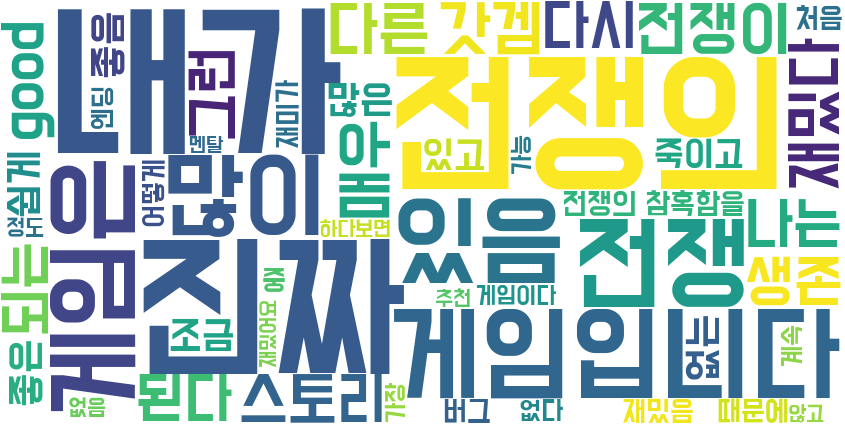 내가
전쟁의
진짜
게임은
게임입니다
있음
전쟁
많이
매우
스토리
된다
되는
good
쉽게
좋음
그런
엔딩
재미가
멘탈
어떻게
정도
많은
다른
갓겜
다시
전쟁이
처음
재밌다
있고
가능
죽이고
전쟁의 참혹함을
하다보면
나는
생존
추천
게임이다
중
재밌어요
조금
좋은
없음
가장
버그
없다
재밌음
때문에
않고
없는
계속